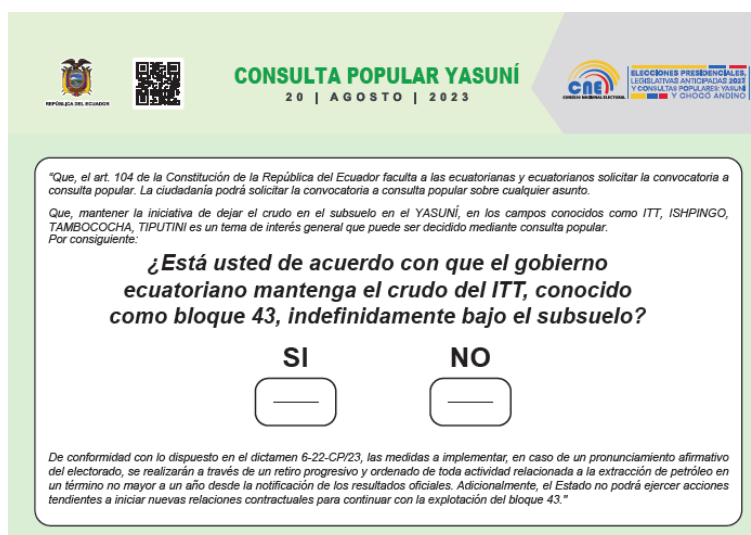 CONSULTA POPULAR YASUNÍ
20 | AGOSTO | 2023
REPÚBLICA DEL ECUADOR
cne
CONSEJO NACIONAL ELECTORAL
ELECCIONES PRESIDENCIALES,
LEGISLATIVAS ANTICIPADAS 2023
Y CONSULTAS POPULARES: YASUNÍ
Y CHOCÓ ANDINO
"Que, el art. 104 de la Constitución de la República del Ecuador faculta a las ecuatorianas y ecuatorianos solicitar la convocatoria a
consulta popular. La ciudadanía podrá solicitar la convocatoria a consulta popular sobre cualquier asunto.
Que, mantener la iniciativa de dejar el crudo en el subsuelo en el YASUNÍ, en los campos conocidos como ITT, ISHPINGO,
TAMBOCOCHA, TIPUTINI es un tema de interés general que puede ser decidido mediante consulta popular.
Por consiguiente:
¿Está usted de acuerdo con que el gobierno
ecuatoriano mantenga el crudo del ITT, conocido
como bloque 43, indefinidamente bajo el subsuelo?
SI NO
De conformidad con lo dispuesto en el dictamen 6-22-CP/23, las medidas a implementar, en caso de un pronunciamiento afirmativo
del electorado, se realizarán a través de un retiro progresivo y ordenado de toda actividad relacionada a la extracción de petróleo en
un término no mayor a un año desde la notificación de los resultados oficiales. Adicionalmente, el Estado no podrá ejercer acciones
tendientes a iniciar nuevas relaciones contractuales para continuar con la explotación del bloque 43."